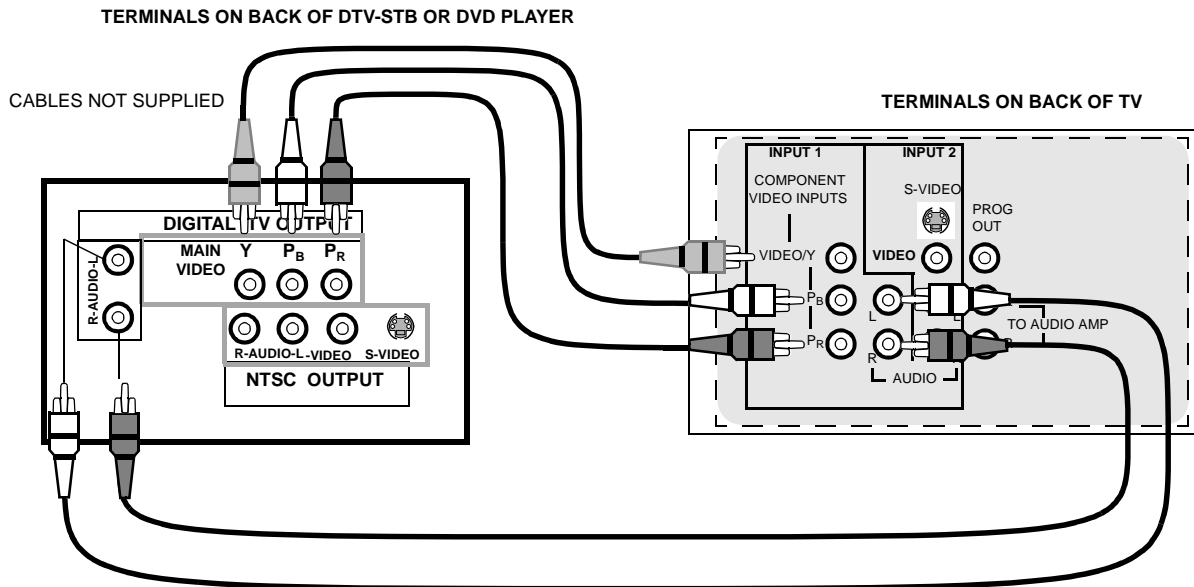 TERMINALS ON BACK OF DTV-STB OR DVD PLAYER
CABLES NOT SUPPLIED
TERMINALS ON BACK OF TV
DIGITAL TV OUTPUT
MAIN
VIDEO
Y PB PR
R-AUDIO-L
R-AUDIO-L -VIDEO S-VIDEO
NTSC OUTPUT
INPUT 1
INPUT 2
COMPONENT
VIDEO INPUTS
S-VIDEO
PROG
OUT
VIDEO/Y
VIDEO
PB
L
L
TO AUDIO AMP
PR
R
R
AUDIO